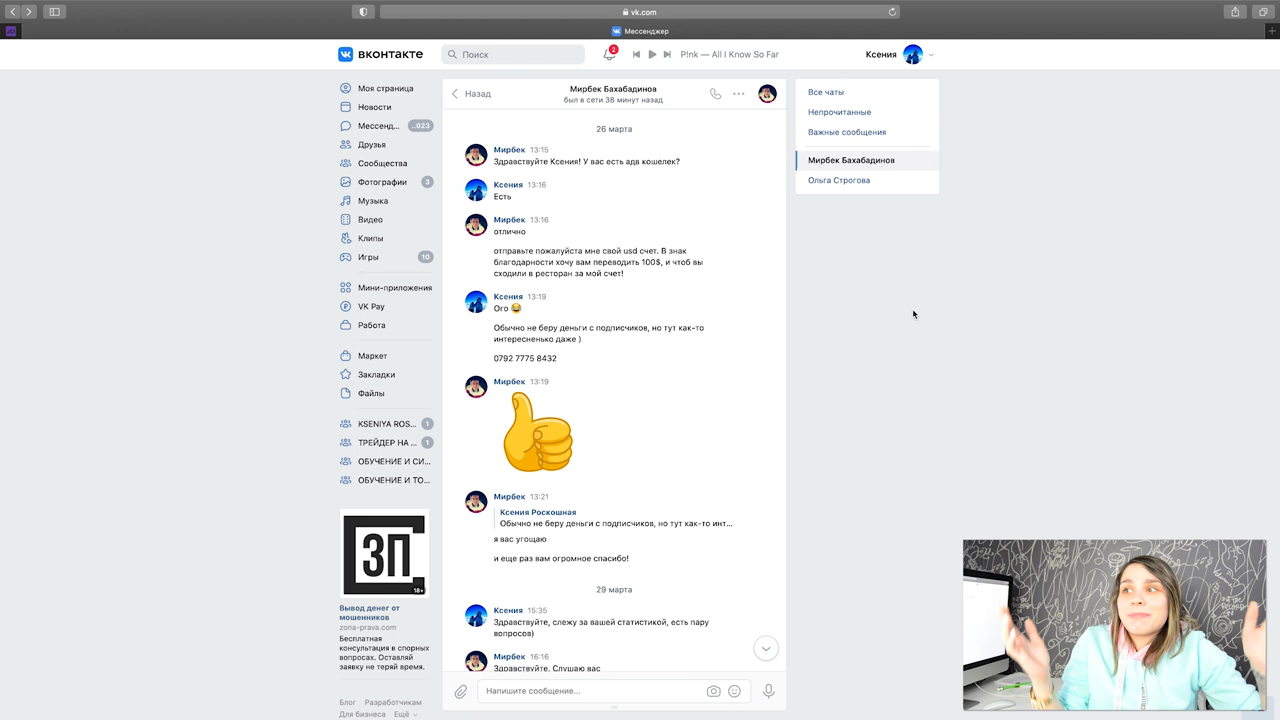 vk.com
Мессенджер
вконтакте
Поиск
2
P!nk — All I Know So Far
Ксения
Моя страница
Новости
Мессенд...
..023
Друзья
Сообщества
Фотографии
3
Музыка
Видео
Клипы
Игры
10
Мини-приложения
VK Pay
Работа
Маркет
Закладки
Файлы
KSENIYA ROS...
1
ТРЕЙДЕР НА ...
1
ОБУЧЕНИЕ И СИ...
ОБУЧЕНИЕ И ТО...
ЗП
18+
Вывод денег от
мошенников
zona-prava.com
Бесплатная
консультация в спорных
вопросах. Оставляй
заявку не теряй время.
Блог Разработчикам
Для бизнеса Ещё
Назад
Мирбек Бахабадинов
был в сети 38 минут назад
26 марта
Мирбек 13:15
Здравствуйте Ксения! У вас есть адв кошелек?
Ксения 13:16
Есть
Мирбек 13:16
отлично
отправьте пожалуйста мне свой usd счет. В знак
благодарности хочу вам переводить 100$, и чтоб вы
сходили в ресторан за мой счет!
Ксения 13:19
Ого 😂
Обычно не беру деньги с подписчиков, но тут как-то
интересненько даже )
0792 7775 8432
Мирбек 13:19
Мирбек 13:21
Ксения Роскошная
Обычно не беру деньги с подписчиков, но тут как-то инт...
я вас угощаю
и еще раз вам огромное спасибо!
29 марта
Ксения 15:35
Здравствуйте, слежу за вашей статистикой, есть пару
вопросов)
Мирбек 16:16
Здравствуйте. Слушаю вас
Напишите сообщение...
Все чаты
Непрочитанные
Важные сообщения
Мирбек Бахабадинов
Ольга Строгова